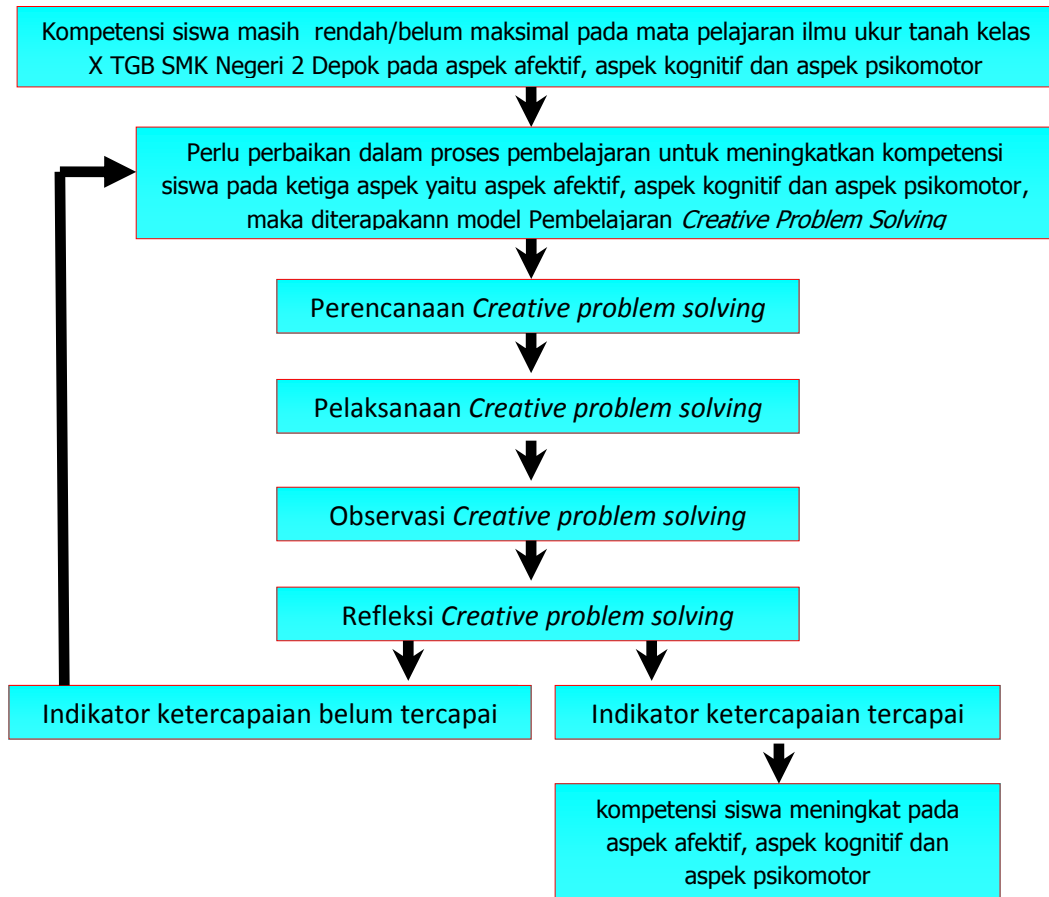 Kompetensi siswa masih rendah/belum maksimal pada mata pelajaran ilmu ukur tanah kelas
X TGB SMK Negeri 2 Depok pada aspek afektif, aspek kognitif dan aspek psikomotor
Perlu perbaikan dalam proses pembelajaran untuk meningkatkan kompetensi
siswa pada ketiga aspek yaitu aspek afektif, aspek kognitif dan aspek psikomotor,
maka diterapakann model Pembelajaran Creative Problem Solving
Perencanaan Creative problem solving
Pelaksanaan Creative problem solving
Observasi Creative problem solving
Refleksi Creative problem solving
Indikator ketercapaian belum tercapai
Indikator ketercapaian tercapai
kompetensi siswa meningkat pada
aspek afektif, aspek kognitif dan
aspek psikomotor